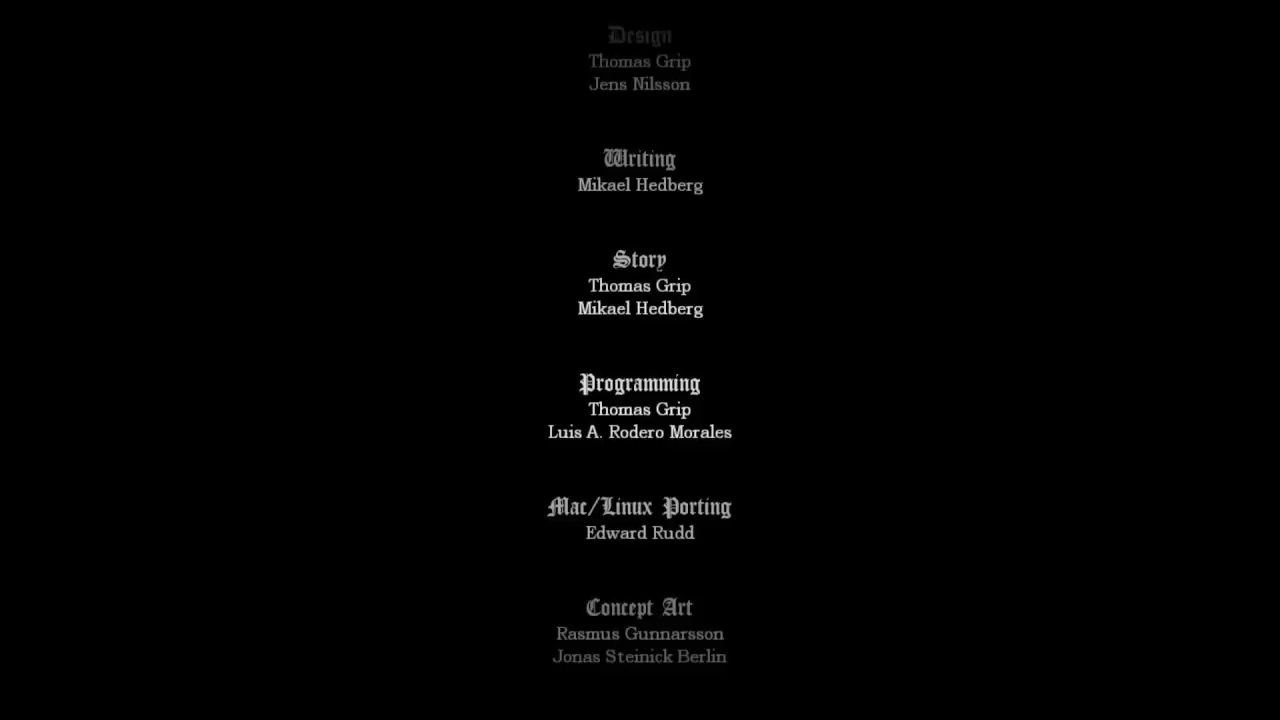 Design
Thomas Grip
Jens Nilsson
Writing
Mikael Hedberg
Story
Thomas Grip
Mikael Hedberg
Programming
Thomas Grip
Luis A. Rodero Morales
Mac/Linux Porting
Edward Rudd
Concept Art
Rasmus Gunnarsson
Jonas Steinick Berlin